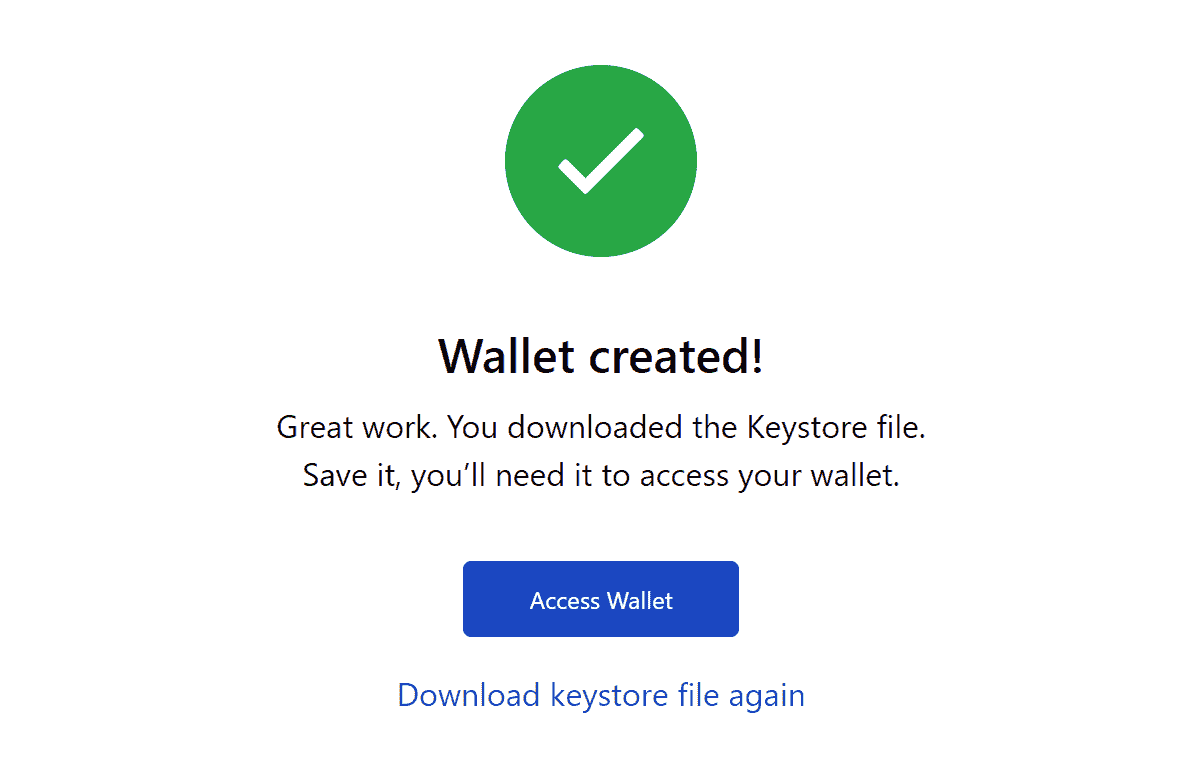 Wallet created!
Great work. You downloaded the Keystore file.
Save it, you’ll need it to access your wallet.
Access Wallet
Download keystore file again